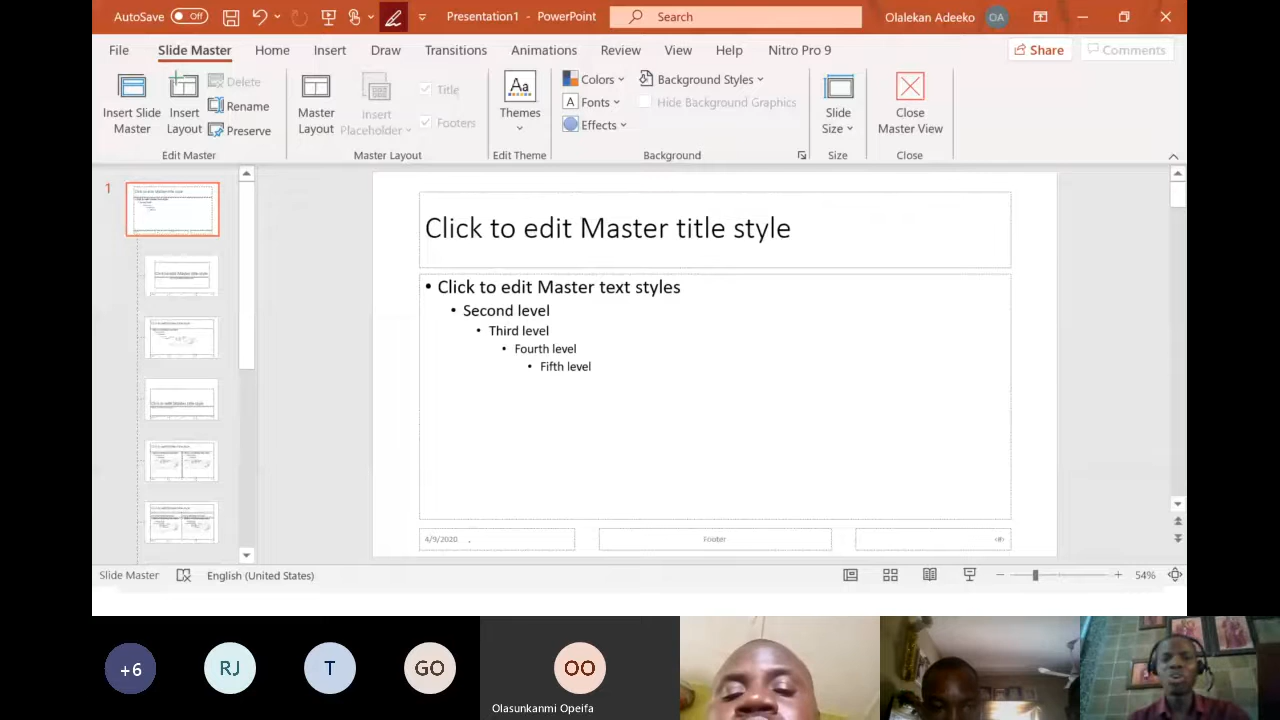 AutoSave Off Presentation1 - PowerPoint Search Olalekan Adeeko OA
File Slide Master Home Insert Draw Transitions Animations Review View Help Nitro Pro 9 Share Comments
Insert Slide Master
Insert Layout
Delete
Rename
Preserve
Edit Master
Master Layout
Insert Placeholder
Title
Footers
Master Layout
Aa
Themes
Edit Theme
Colors
Fonts
Effects
Background Styles
Hide Background Graphics
Background
Slide Size
Size
Close Master View
Close
1
Click to edit Master title style
• Click to edit Master text styles
• Second level
• Third level
• Fourth level
• Fifth level
4/9/2020 Footer ‹#›
Slide Master English (United States) 54%
+6 RJ T GO OO
Olasunkanmi Opeifa